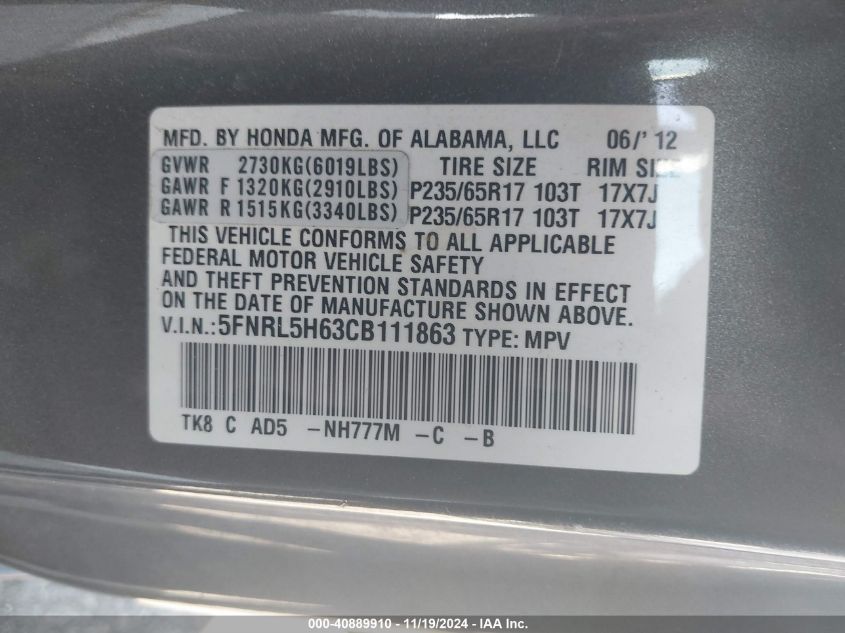 MFD. BY HONDA MFG. OF ALABAMA, LLC 06/'12
GVWR 2730KG(6019LBS) TIRE SIZE RIM SIZE
GAWR F 1320KG(2910LBS) P235/65R17 103T 17X7J
GAWR R 1515KG(3340LBS) P235/65R17 103T 17X7J
THIS VEHICLE CONFORMS TO ALL APPLICABLE
FEDERAL MOTOR VEHICLE SAFETY
AND THEFT PREVENTION STANDARDS IN EFFECT
ON THE DATE OF MANUFACTURE SHOWN ABOVE.
V.I.N.:5FNRL5H63CB111863 TYPE: MPV
TK8 C AD5 -NH777M -C -B
000-40889910 - 11/19/2024 - IAA Inc.